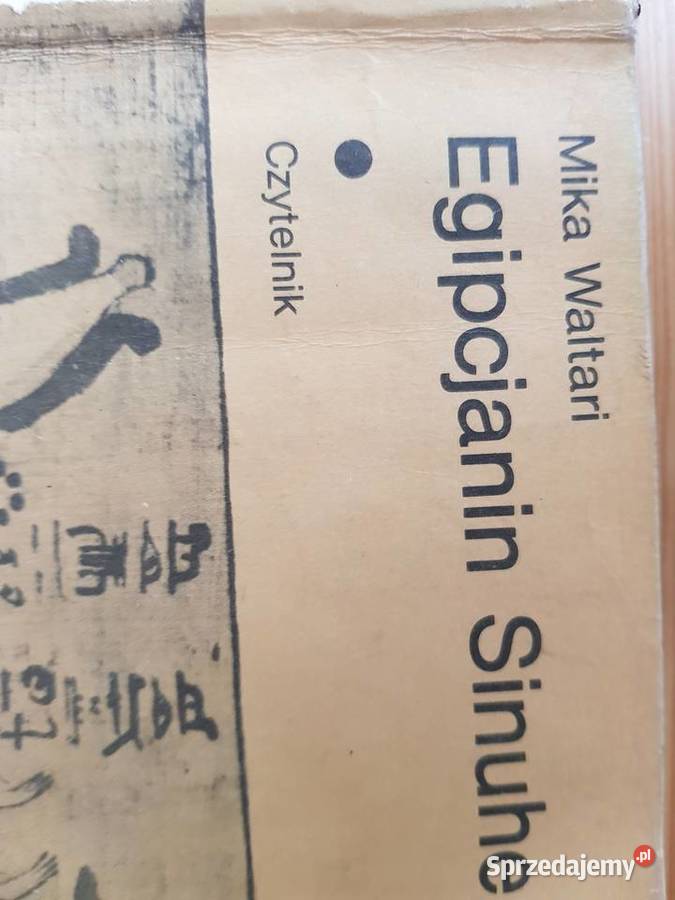 Mika Waltari
Egipcjanin Sinuhe
Czytelnik
Sprzedajemy.pl